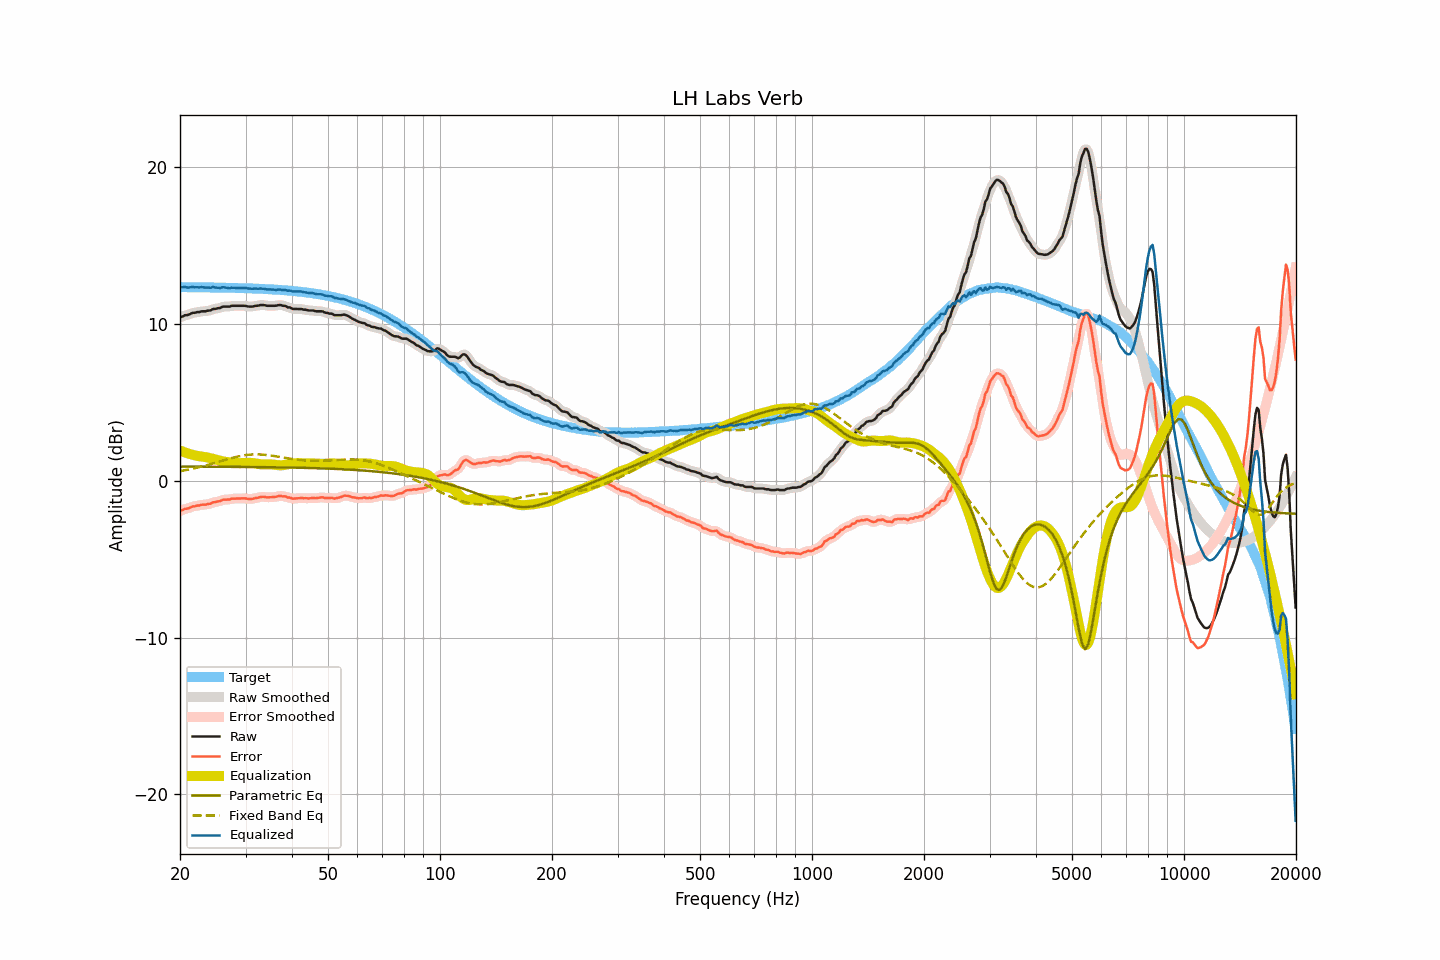 LH Labs Verb
Amplitude (dBr)
20
10
0
−10
−20
Target
Raw Smoothed
Error Smoothed
Raw
Error
Equalization
Parametric Eq
Fixed Band Eq
Equalized
20 50 100 200 500 1000 2000 5000 10000 20000
Frequency (Hz)